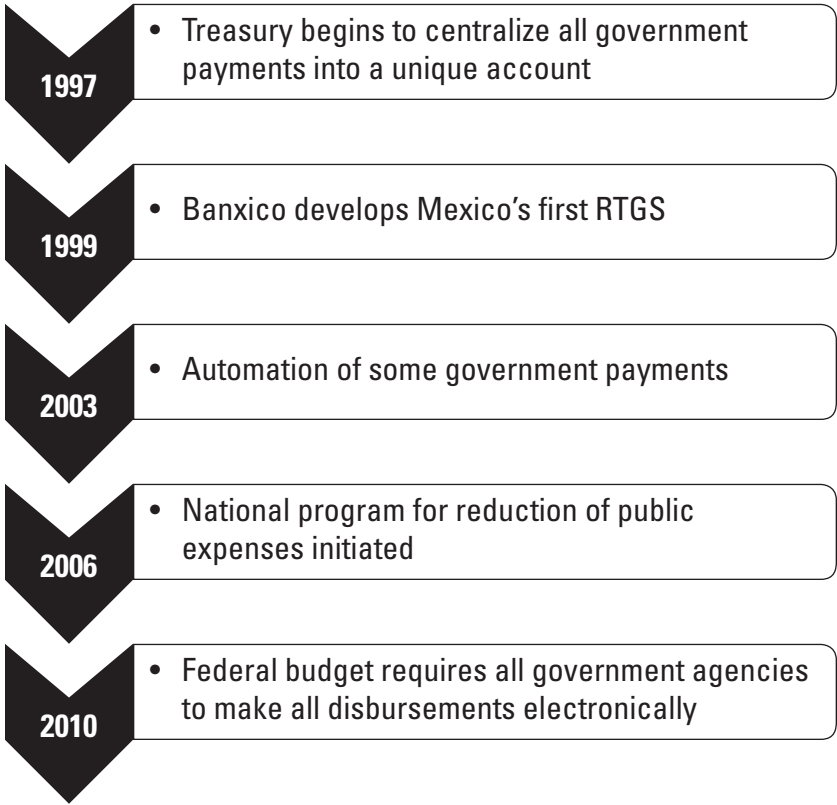 1997
• Treasury begins to centralize all government
payments into a unique account
1999
• Banxico develops Mexico’s first RTGS
2003
• Automation of some government payments
2006
• National program for reduction of public
expenses initiated
2010
• Federal budget requires all government agencies
to make all disbursements electronically